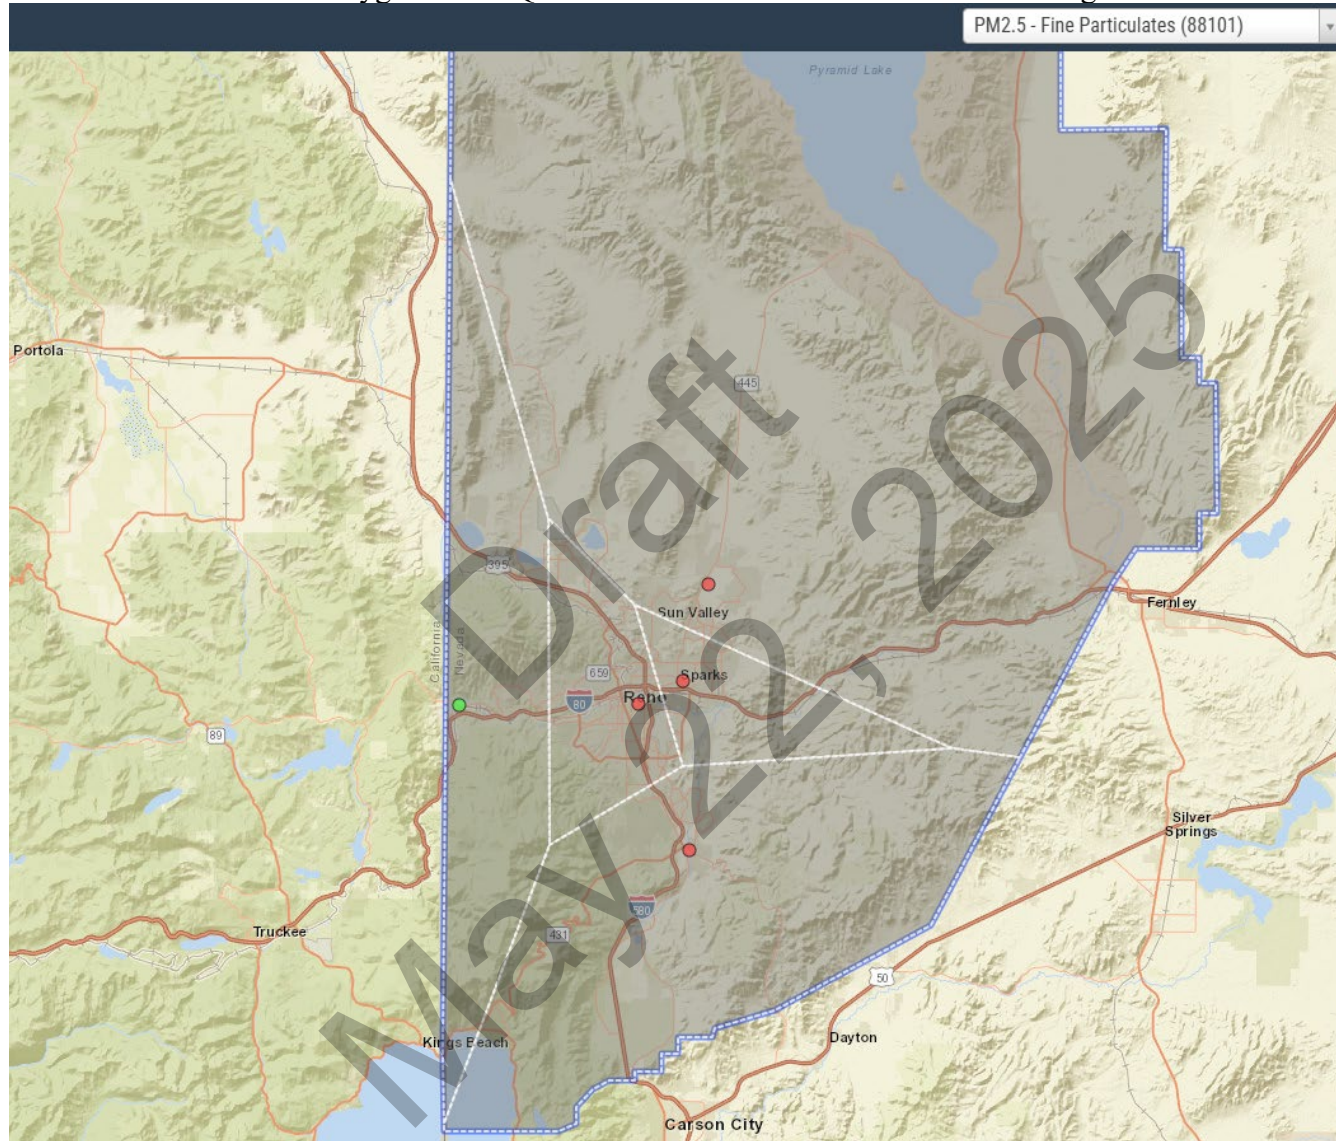 PM2.5 - Fine Particulates (88101)
Pyramid Lake
Portola
445
395
Sun Valley
Fernley
California
Nevada
659
Sparks
Reno
80
89
Silver
Springs
580
Truckee
431
50
Kings Beach
Dayton
Carson City
Draft
May 22, 2025